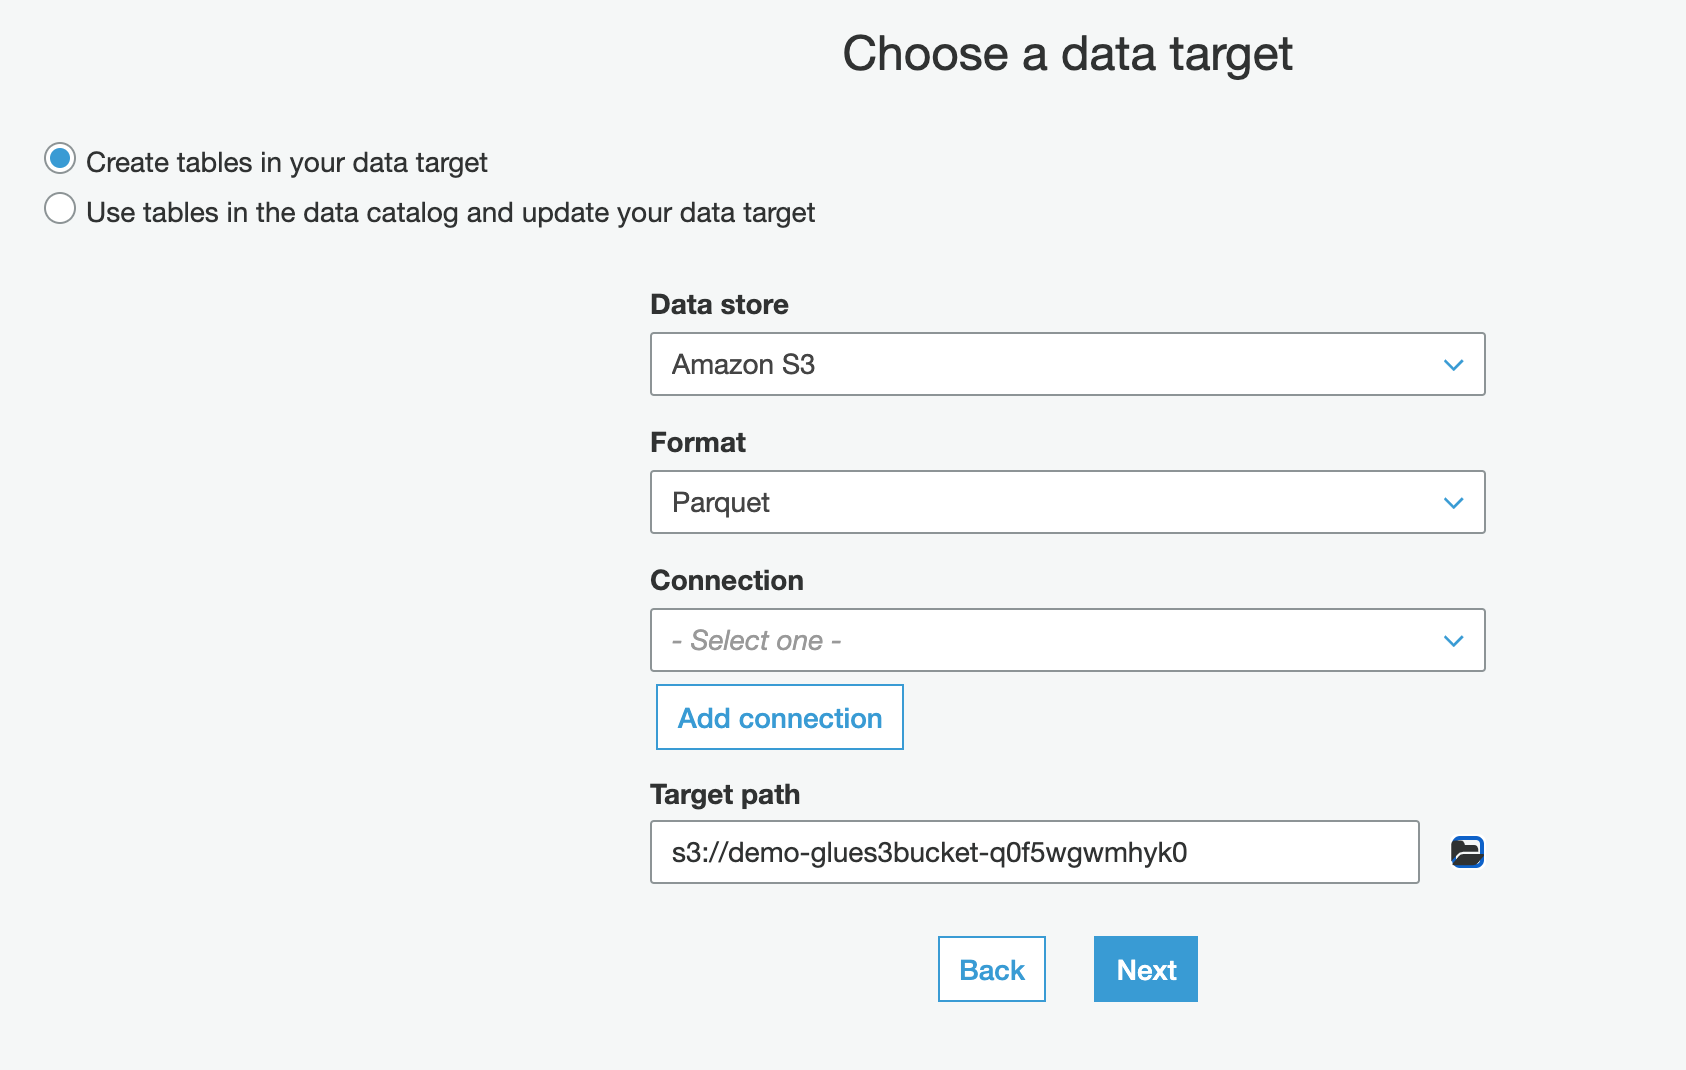 Choose a data target
Create tables in your data target
Use tables in the data catalog and update your data target
Data store
Amazon S3
Format
Parquet
Connection
- Select one -
Add connection
Target path
s3://demo-glues3bucket-q0f5wgwmhyk0
Back
Next